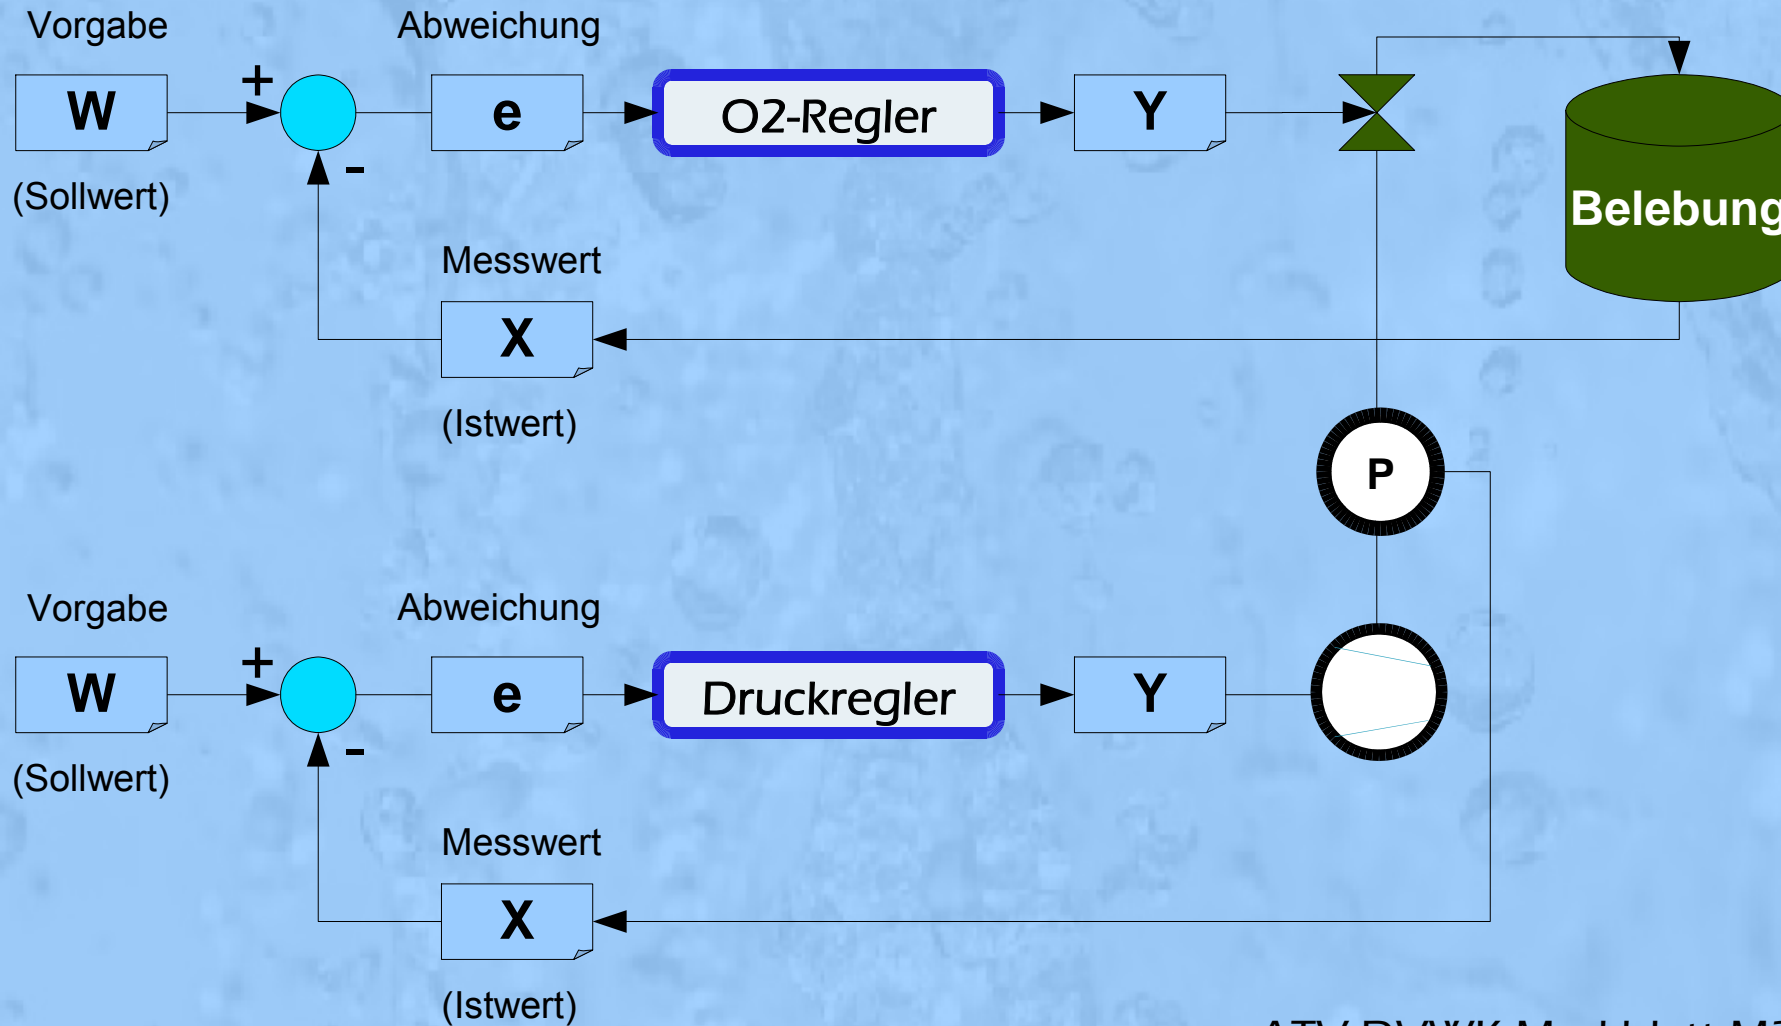 Vorgabe
Abweichung
W
+
e
O2-Regler
Y
-
(Sollwert)
Belebung
Messwert
X
(Istwert)
P
Vorgabe
Abweichung
W
+
e
Druckregler
Y
-
(Sollwert)
Messwert
X
(Istwert)